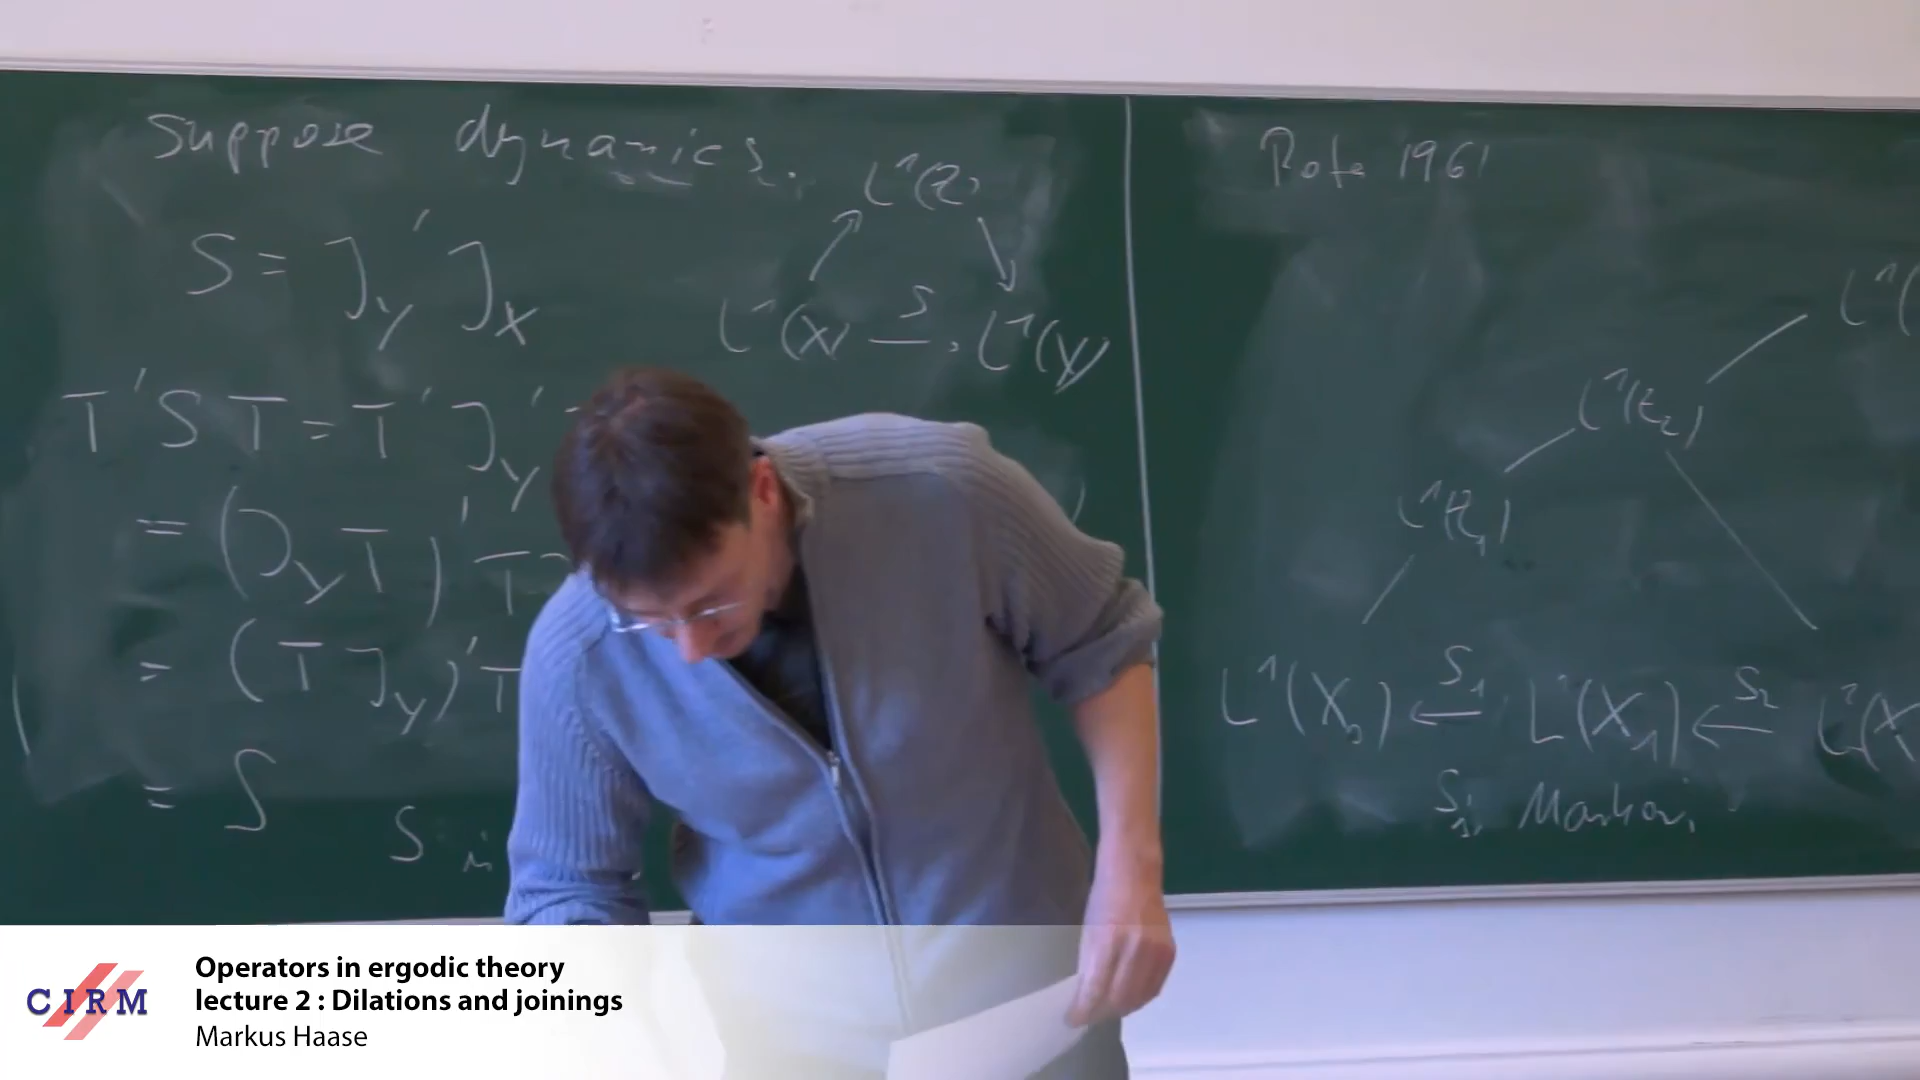 Suppose dynamics.
L¹(Z)
S = J_Y' J_X
L¹(X) —S→ L¹(Y)
T'ST = T'J_Y'
= (J_Y T)' T
= (T J_Y)' T
= S
S
Rota 1961
L¹(
L¹(Z₂)
L¹(Z₁)
L¹(X₀) ←S₁— L¹(X₁) ←S₂— L¹(X
S_j Markov.
CIRM
Operators in ergodic theory
lecture 2 : Dilations and joinings
Markus Haase